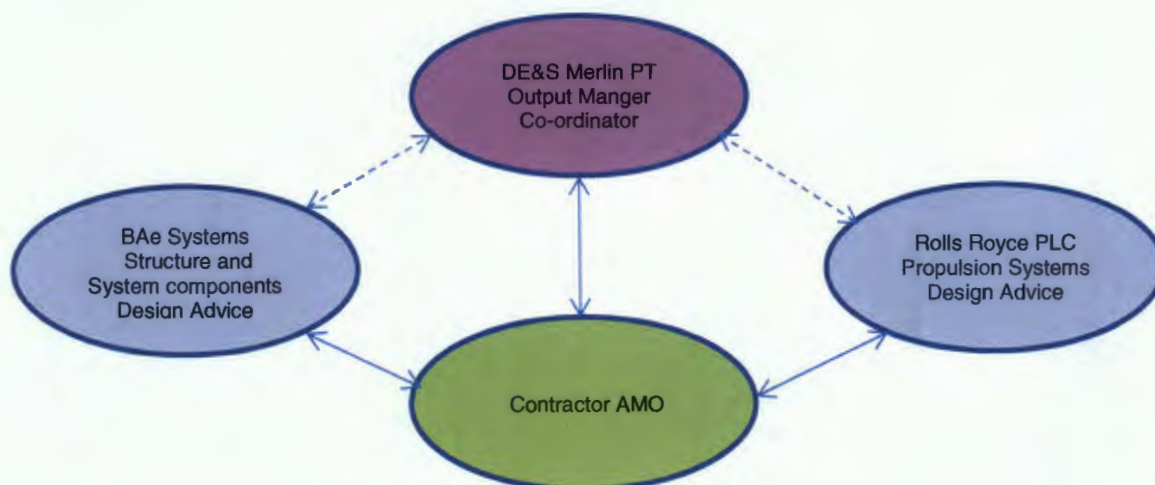 DE&S Merlin PT
Output Manger
Co-ordinator
BAe Systems
Structure and
System components
Design Advice
Rolls Royce PLC
Propulsion Systems
Design Advice
Contractor AMO